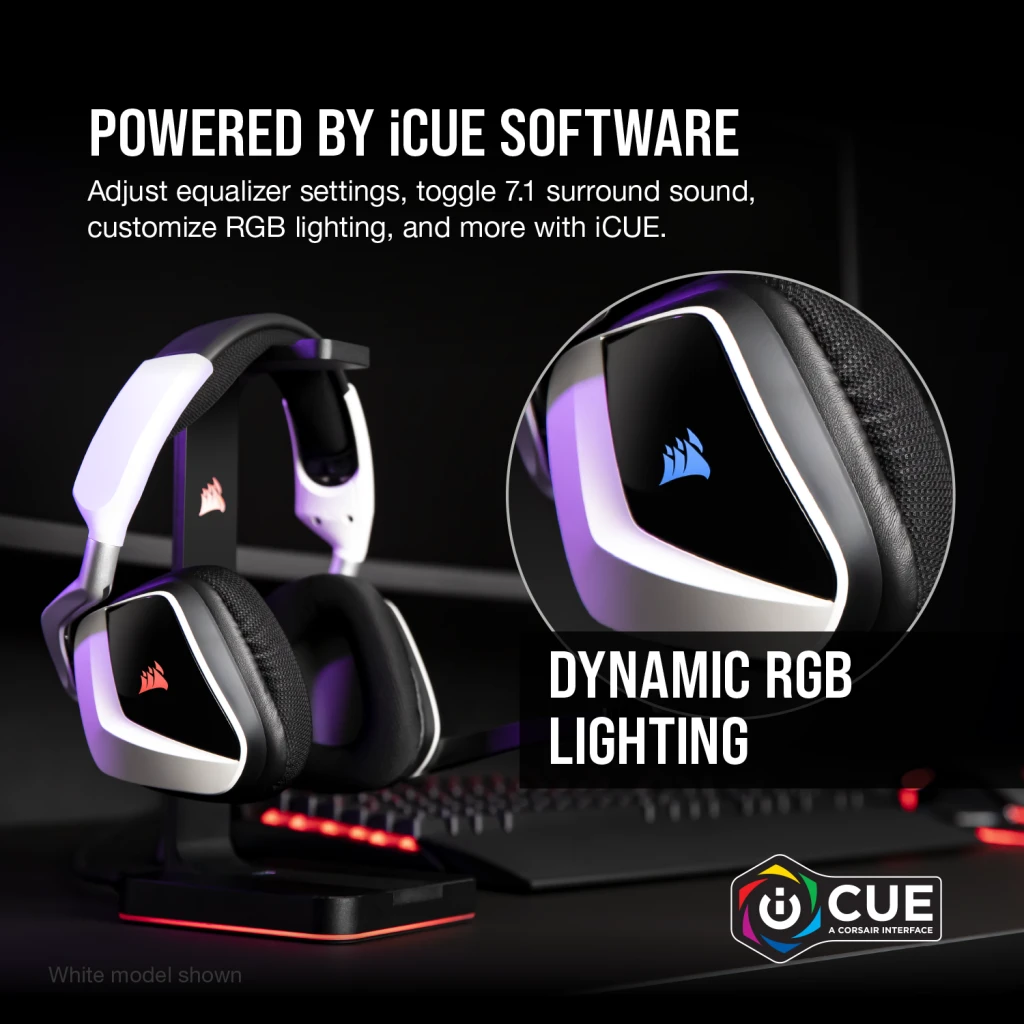 POWERED BY iCUE SOFTWARE
Adjust equalizer settings, toggle 7.1 surround sound,
customize RGB lighting, and more with iCUE.
DYNAMIC RGB
LIGHTING
i CUE
A CORSAIR INTERFACE
White model shown